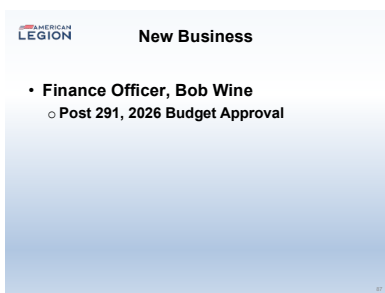 AMERICAN
LEGION
New Business
• Finance Officer, Bob Wine
o Post 291, 2026 Budget Approval